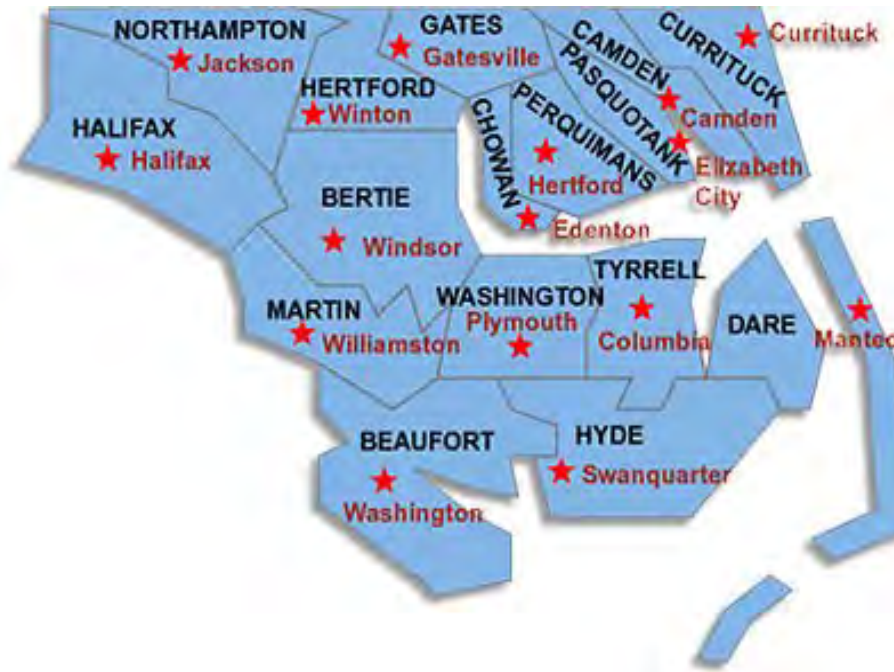 NORTHAMPTON
Jackson
GATES
Gatesville
CAMDEN
Camden
CURRITUCK
Currituck
HERTFORD
Winton
PASQUOTANK
Elizabeth
City
PERQUIMANS
Hertford
CHOWAN
Edenton
HALIFAX
Halifax
BERTIE
Windsor
MARTIN
Williamston
WASHINGTON
Plymouth
TYRRELL
Columbia
DARE
Manteo
BEAUFORT
Washington
HYDE
Swanquarter